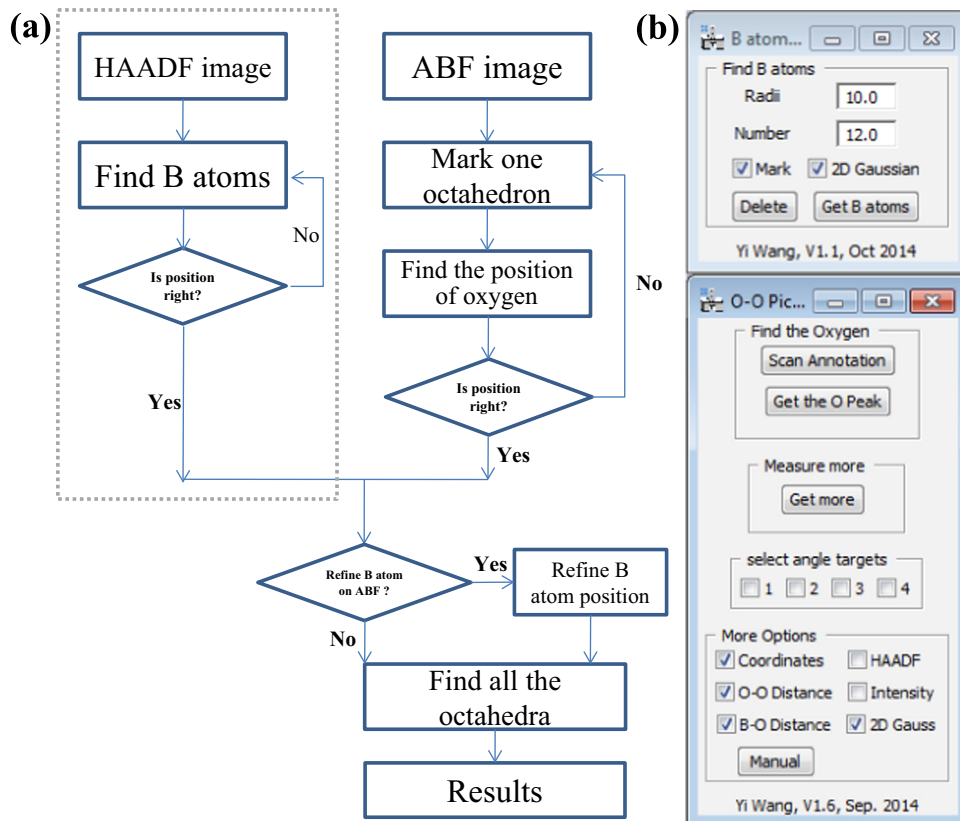 (a)
HAADF image
Find B atoms
No
Is position
right?
Yes
ABF image
Mark one
octahedron
Find the position
of oxygen
No
Is position
right?
Yes
Refine B atom
on ABF ?
Yes
Refine B
atom position
No
Find all the
octahedra
Results
(b)
B atom...
Find B atoms
Radii 10.0
Number 12.0
Mark 2D Gaussian
Delete Get B atoms
Yi Wang, V1.1, Oct 2014
O-O Pic...
Find the Oxygen
Scan Annotation
Get the O Peak
Measure more
Get more
select angle targets
1 2 3 4
More Options
Coordinates HAADF
O-O Distance Intensity
B-O Distance 2D Gauss
Manual
Yi Wang, V1.6, Sep. 2014